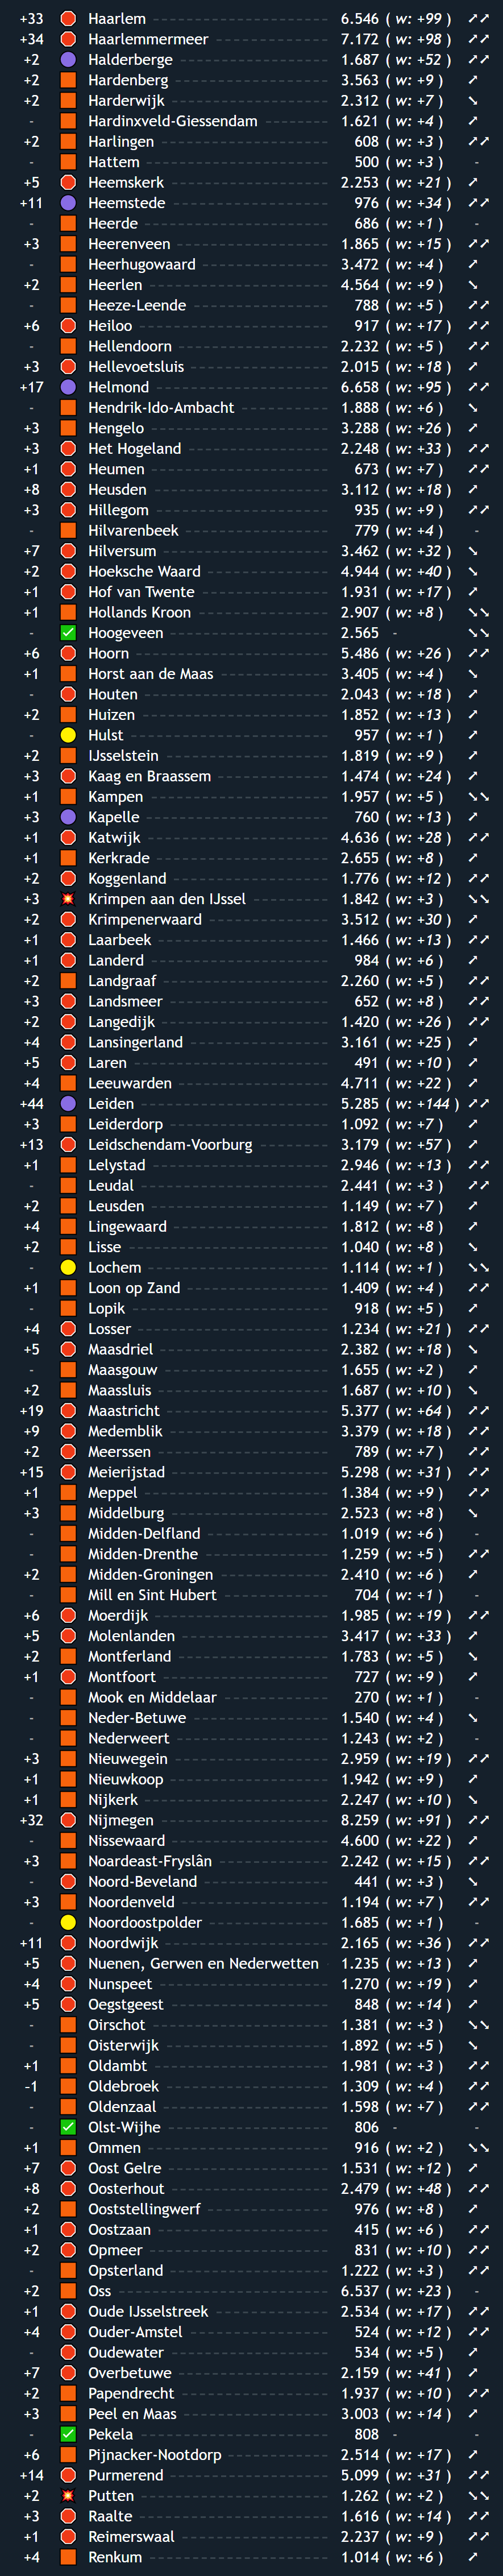 +33 Haarlem 6.546 ( w: +99 )
+34 Haarlemmermeer 7.172 ( w: +98 )
+2 Halderberge 1.687 ( w: +52 )
+2 Hardenberg 3.563 ( w: +9 )
+2 Harderwijk 2.312 ( w: +7 )
- Hardinxveld-Giessendam 1.621 ( w: +4 )
+2 Harlingen 608 ( w: +3 )
- Hattem 500 ( w: +3 ) -
+5 Heemskerk 2.253 ( w: +21 )
+11 Heemstede 976 ( w: +34 )
- Heerde 686 ( w: +1 ) -
+3 Heerenveen 1.865 ( w: +15 )
- Heerhugowaard 3.472 ( w: +4 )
+2 Heerlen 4.564 ( w: +9 )
- Heeze-Leende 788 ( w: +5 )
+6 Heiloo 917 ( w: +17 )
- Hellendoorn 2.232 ( w: +5 )
+3 Hellevoetsluis 2.015 ( w: +18 )
+17 Helmond 6.658 ( w: +95 )
- Hendrik-Ido-Ambacht 1.888 ( w: +6 )
+3 Hengelo 3.288 ( w: +26 )
+3 Het Hogeland 2.248 ( w: +33 )
+1 Heumen 673 ( w: +7 )
+8 Heusden 3.112 ( w: +18 )
+3 Hillegom 935 ( w: +9 )
- Hilvarenbeek 779 ( w: +4 ) -
+7 Hilversum 3.462 ( w: +32 )
+2 Hoeksche Waard 4.944 ( w: +40 )
+1 Hof van Twente 1.931 ( w: +17 )
+1 Hollands Kroon 2.907 ( w: +8 )
- Hoogeveen 2.565 -
+6 Hoorn 5.486 ( w: +26 )
+1 Horst aan de Maas 3.405 ( w: +4 )
- Houten 2.043 ( w: +18 )
+2 Huizen 1.852 ( w: +13 )
- Hulst 957 ( w: +1 )
+2 IJsselstein 1.819 ( w: +9 )
+3 Kaag en Braassem 1.474 ( w: +24 )
+1 Kampen 1.957 ( w: +5 )
+3 Kapelle 760 ( w: +13 )
+1 Katwijk 4.636 ( w: +28 )
+1 Kerkrade 2.655 ( w: +8 )
+2 Koggenland 1.776 ( w: +12 )
+3 Krimpen aan den IJssel 1.842 ( w: +3 )
+2 Krimpenerwaard 3.512 ( w: +30 )
+1 Laarbeek 1.466 ( w: +13 )
+1 Landerd 984 ( w: +6 )
+2 Landgraaf 2.260 ( w: +5 )
+3 Landsmeer 652 ( w: +8 )
+2 Langedijk 1.420 ( w: +26 )
+4 Lansingerland 3.161 ( w: +25 )
+5 Laren 491 ( w: +10 )
+4 Leeuwarden 4.711 ( w: +22 )
+44 Leiden 5.285 ( w: +144 )
+3 Leiderdorp 1.092 ( w: +7 )
+13 Leidschendam-Voorburg 3.179 ( w: +57 )
+1 Lelystad 2.946 ( w: +13 )
- Leudal 2.441 ( w: +3 )
+2 Leusden 1.149 ( w: +7 )
+4 Lingewaard 1.812 ( w: +8 )
+2 Lisse 1.040 ( w: +8 )
- Lochem 1.114 ( w: +1 )
+1 Loon op Zand 1.409 ( w: +4 )
- Lopik 918 ( w: +5 )
+4 Losser 1.234 ( w: +21 )
+5 Maasdriel 2.382 ( w: +18 )
- Maasgouw 1.655 ( w: +2 )
+2 Maassluis 1.687 ( w: +10 )
+19 Maastricht 5.377 ( w: +64 )
+9 Medemblik 3.379 ( w: +18 )
+2 Meerssen 789 ( w: +7 )
+15 Meierijstad 5.298 ( w: +31 )
+1 Meppel 1.384 ( w: +9 )
+3 Middelburg 2.523 ( w: +8 )
- Midden-Delfland 1.019 ( w: +6 ) -
- Midden-Drenthe 1.259 ( w: +5 )
+2 Midden-Groningen 2.410 ( w: +6 )
- Mill en Sint Hubert 704 ( w: +1 ) -
+6 Moerdijk 1.985 ( w: +19 )
+5 Molenlanden 3.417 ( w: +33 )
+2 Montferland 1.783 ( w: +5 )
+1 Montfoort 727 ( w: +9 )
- Mook en Middelaar 270 ( w: +1 ) -
- Neder-Betuwe 1.540 ( w: +4 )
- Nederweert 1.243 ( w: +2 ) -
+3 Nieuwegein 2.959 ( w: +19 )
+1 Nieuwkoop 1.942 ( w: +9 )
+1 Nijkerk 2.247 ( w: +10 )
+32 Nijmegen 8.259 ( w: +91 )
- Nissewaard 4.600 ( w: +22 )
+3 Noardeast-Fryslân 2.242 ( w: +15 )
- Noord-Beveland 441 ( w: +3 )
+3 Noordenveld 1.194 ( w: +7 )
- Noordoostpolder 1.685 ( w: +1 ) -
+11 Noordwijk 2.165 ( w: +36 )
+5 Nuenen, Gerwen en Nederwetten 1.235 ( w: +13 )
+4 Nunspeet 1.270 ( w: +19 )
+5 Oegstgeest 848 ( w: +14 )
- Oirschot 1.381 ( w: +3 )
- Oisterwijk 1.892 ( w: +5 )
+1 Oldambt 1.981 ( w: +3 )
-1 Oldebroek 1.309 ( w: +4 )
- Oldenzaal 1.598 ( w: +7 )
- Olst-Wijhe 806 - -
+1 Ommen 916 ( w: +2 )
+7 Oost Gelre 1.531 ( w: +12 )
+8 Oosterhout 2.479 ( w: +48 )
+2 Ooststellingwerf 976 ( w: +8 )
+1 Oostzaan 415 ( w: +6 )
+2 Opmeer 831 ( w: +10 )
- Opsterland 1.222 ( w: +3 )
+2 Oss 6.537 ( w: +23 ) -
+1 Oude IJsselstreek 2.534 ( w: +17 )
+4 Ouder-Amstel 524 ( w: +12 )
- Oudewater 534 ( w: +5 )
+7 Overbetuwe 2.159 ( w: +41 )
+2 Papendrecht 1.937 ( w: +10 )
+3 Peel en Maas 3.003 ( w: +14 )
- Pekela 808 - -
+6 Pijnacker-Nootdorp 2.514 ( w: +17 )
+14 Purmerend 5.099 ( w: +31 )
+2 Putten 1.262 ( w: +2 )
+3 Raalte 1.616 ( w: +14 )
+1 Reimerswaal 2.237 ( w: +9 )
+4 Renkum 1.014 ( w: +6 )